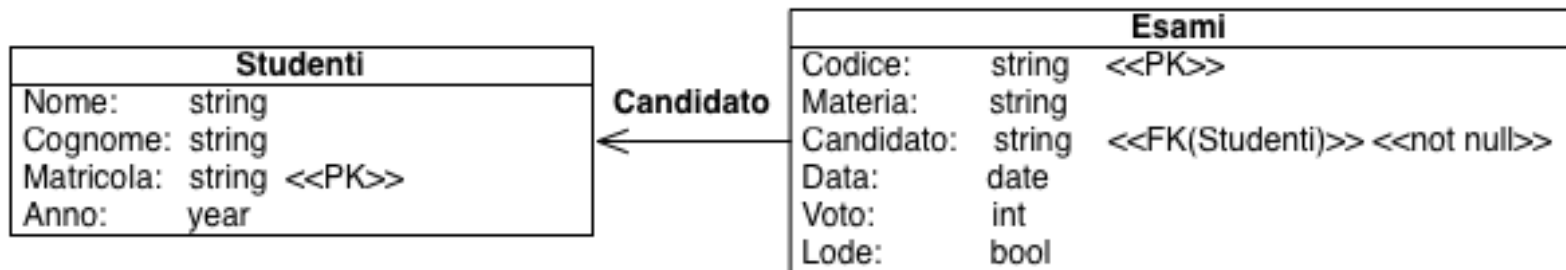 Studenti
Nome: string
Cognome: string
Matricola: string <<PK>>
Anno: year
Candidato
Esami
Codice: string <<PK>>
Materia: string
Candidato: string <<FK(Studenti)>> <<not null>>
Data: date
Voto: int
Lode: bool